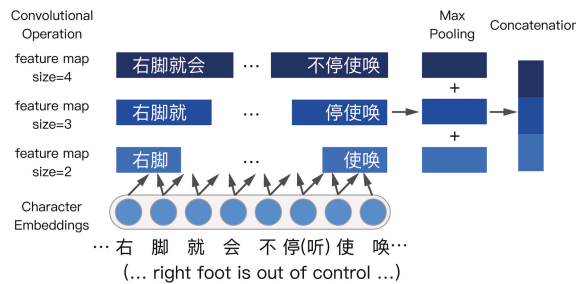 Convolutional
Operation
Max
Pooling
Concatenation
feature map
size=4
右脚就会 … 不停使唤
+
feature map
size=3
右脚就 … 停使唤
+
feature map
size=2
右脚 … 使唤
Character
Embeddings
… 右 脚 就 会 不 停(听) 使 唤…
(... right foot is out of control ...)